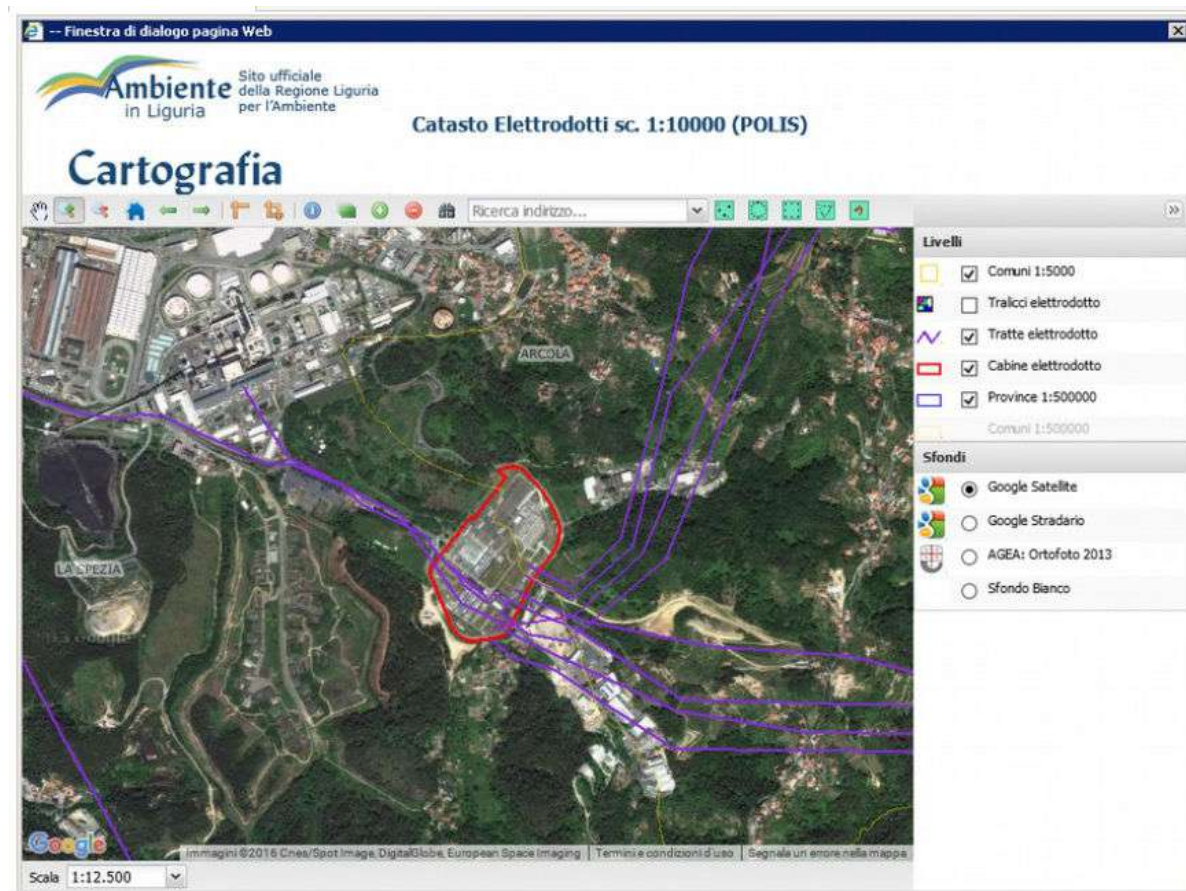 -- Finestra di dialogo pagina Web
Ambiente
in Liguria
Sito ufficiale
della Regione Liguria
per l'Ambiente
Catasto Elettrodotti sc. 1:10000 (POLIS)
Cartografia
Ricerca indirizzo...
Livelli
Comuni 1:5000
Tralicci elettrodotto
Tratte elettrodotto
Cabine elettrodotto
Province 1:500000
Comuni 1:500000
Sfondi
Google Satellite
Google Stradario
AGEA: Ortofoto 2013
Sfondo Bianco
ARCOLA
LA SPEZIA
Google
Immagini ©2016 Cnes/Spot Image, DigitalGlobe, European Space Imaging
Termini e condizioni d'uso
Segnala un errore nella mappa
Scala 1:12.500